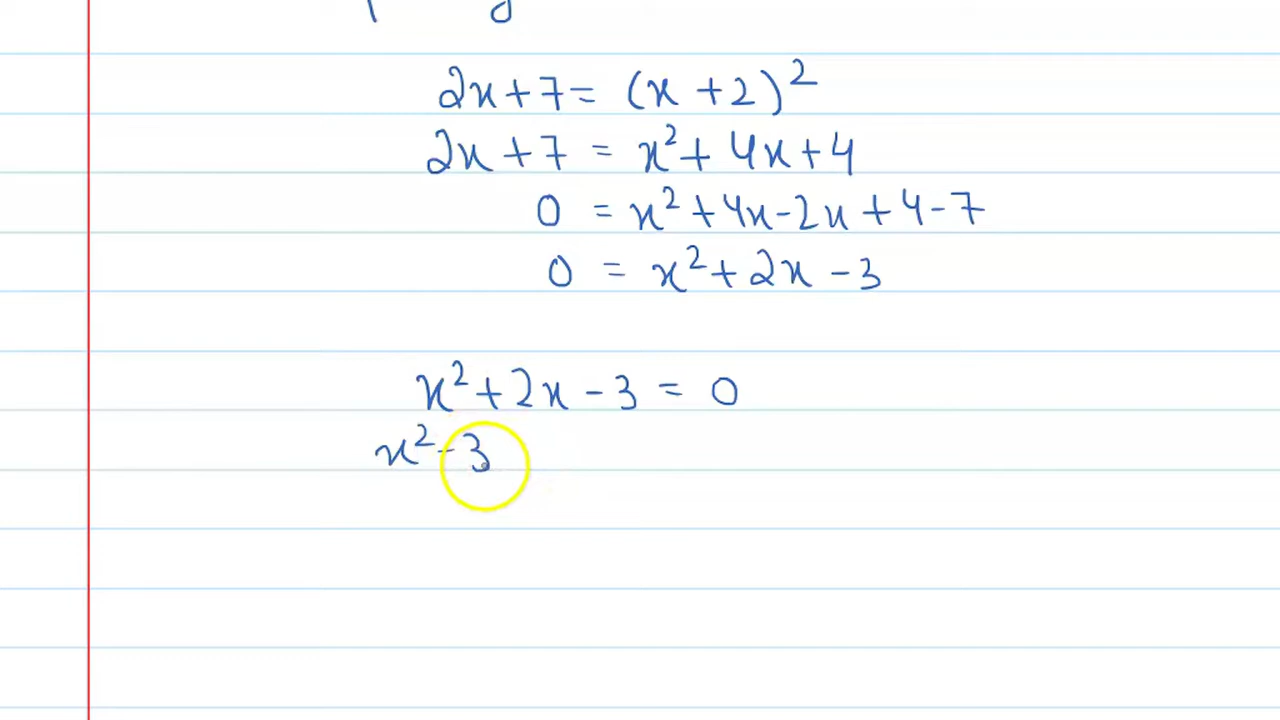 2x+7= (x+2)²
2x+7 = x²+ 4x+4
0 = x²+4x-2x+4-7
0 = x²+2x-3
x²+2x-3 = 0
x²-3